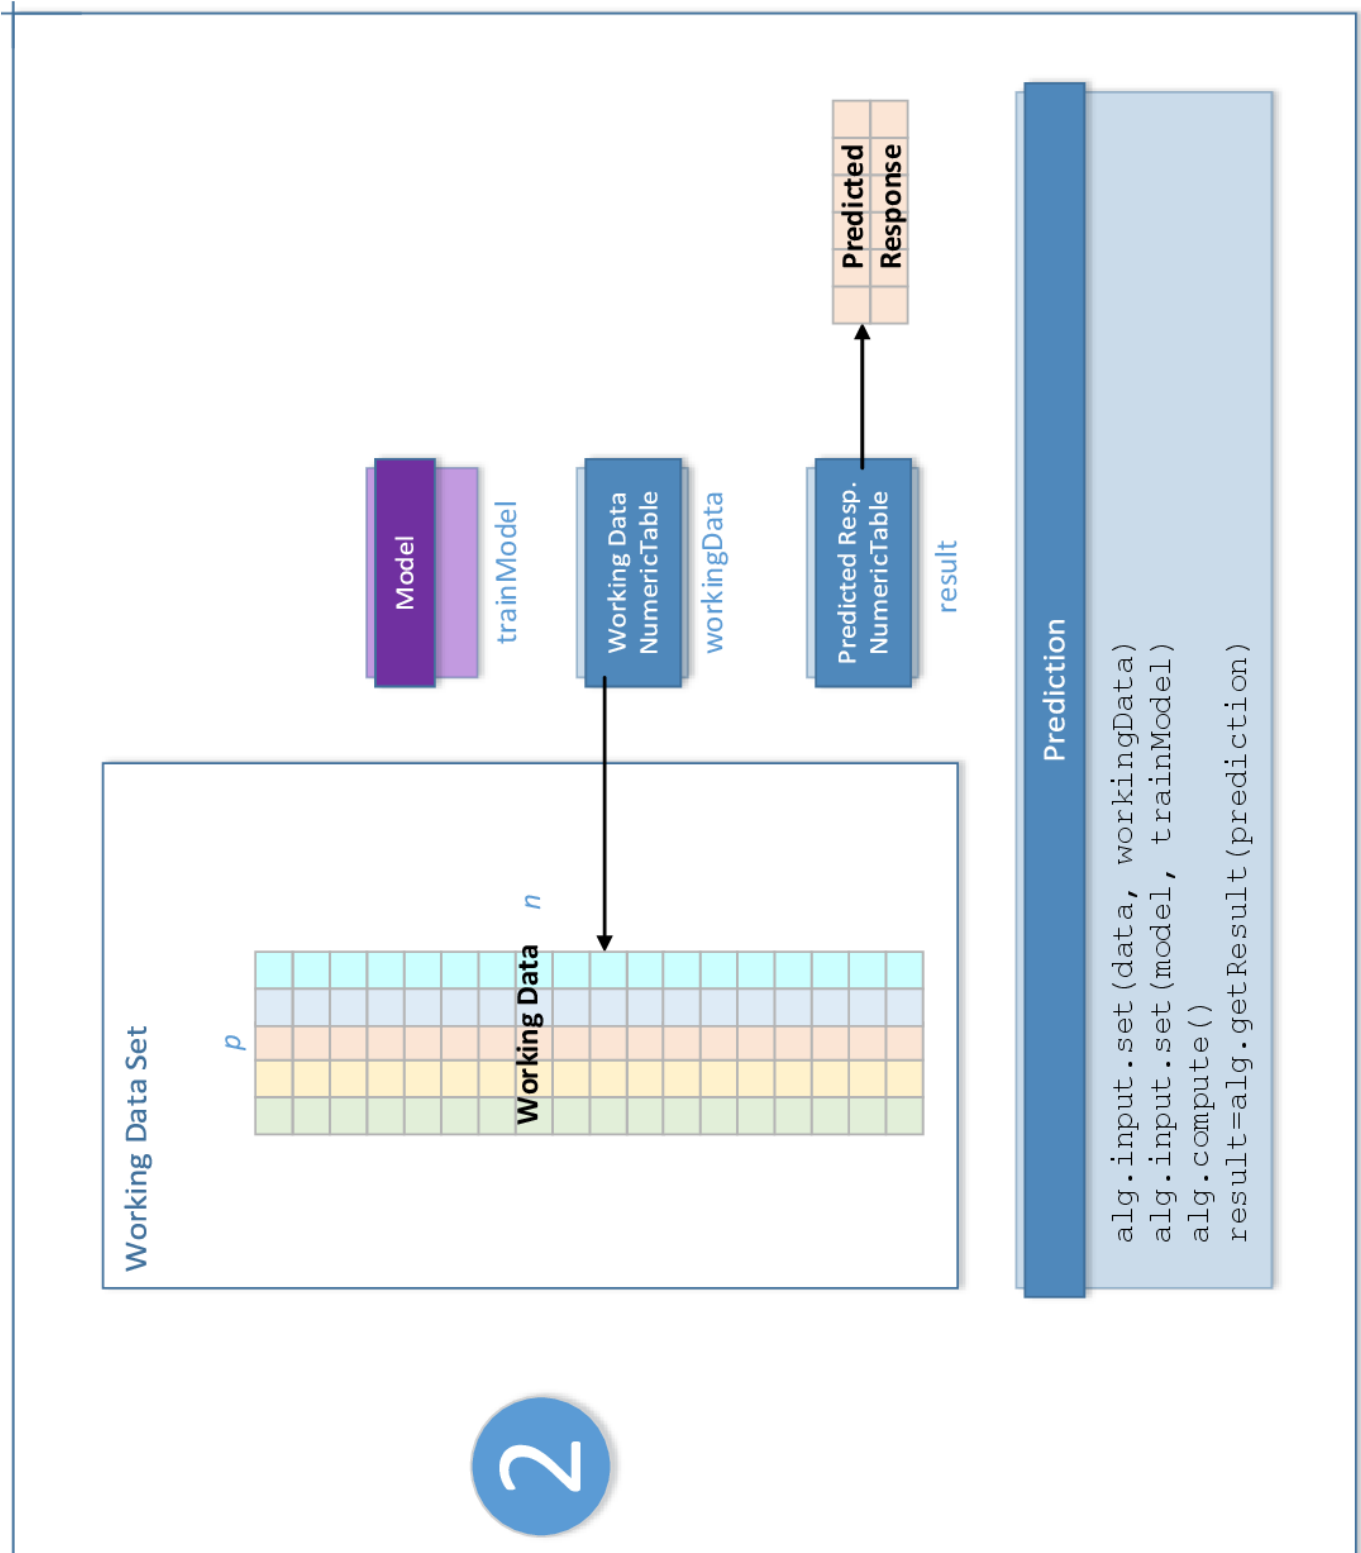 2
Working Data Set
p
Working Data
n
Model
trainModel
Working Data
NumericTable
workingData
Predicted Resp.
NumericTable
result
Predicted
Response
Prediction
alg.input.set(data, workingData)
alg.input.set(model, trainModel)
alg.compute()
result=alg.getResult(prediction)